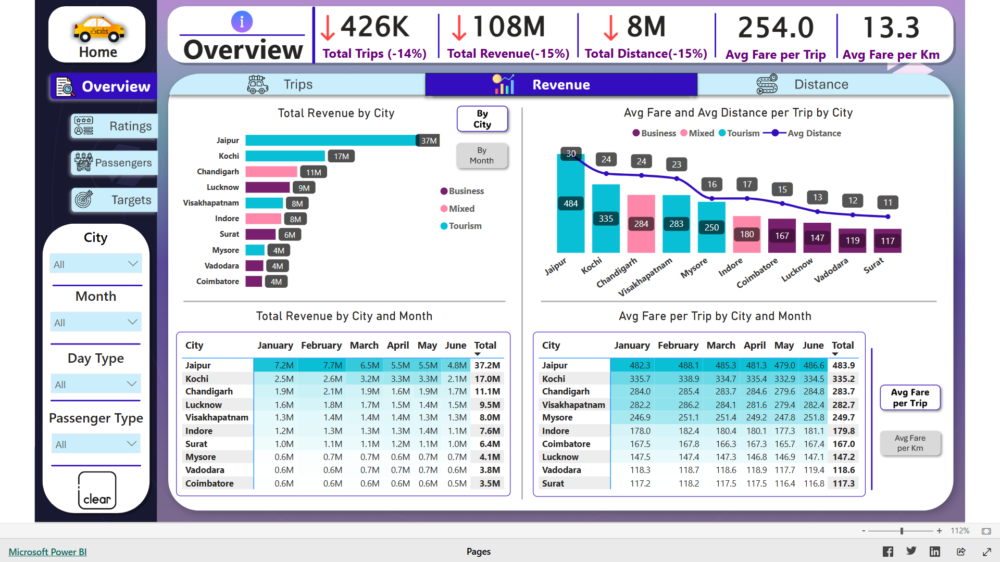 cabs
Home
Overview
Ratings
Passengers
Targets
City
All
Month
All
Day Type
All
Passenger Type
All
clear
i
Overview
426K
Total Trips (-14%)
108M
Total Revenue(-15%)
8M
Total Distance(-15%)
254.0
Avg Fare per Trip
13.3
Avg Fare per Km
Trips
Revenue
Distance
Total Revenue by City
By City
By Month
Jaipur 37M
Kochi 17M
Chandigarh 11M
Lucknow 9M
Visakhapatnam 8M
Indore 8M
Surat 6M
Mysore 4M
Vadodara 4M
Coimbatore 4M
Business
Mixed
Tourism
Avg Fare and Avg Distance per Trip by City
Business Mixed Tourism Avg Distance
30 24 24 23 16 17 15 13 12 11
484 335 284 283 250 180 167 147 119 117
Jaipur Kochi Chandigarh Visakhapatnam Mysore Indore Coimbatore Lucknow Vadodara Surat
Total Revenue by City and Month
City January February March April May June Total
Jaipur 7.2M 7.7M 6.5M 5.5M 5.5M 4.8M 37.2M
Kochi 2.5M 2.6M 3.2M 3.3M 3.3M 2.1M 17.0M
Chandigarh 1.9M 2.1M 1.9M 1.6M 1.9M 1.7M 11.1M
Lucknow 1.6M 1.8M 1.7M 1.5M 1.4M 1.5M 9.5M
Visakhapatnam 1.3M 1.4M 1.4M 1.4M 1.3M 1.3M 8.0M
Indore 1.2M 1.3M 1.3M 1.3M 1.4M 1.1M 7.6M
Surat 1.0M 1.1M 1.1M 1.2M 1.1M 1.0M 6.4M
Mysore 0.6M 0.7M 0.7M 0.6M 0.7M 0.7M 4.1M
Vadodara 0.6M 0.6M 0.7M 0.7M 0.7M 0.6M 3.8M
Coimbatore 0.6M 0.6M 0.6M 0.6M 0.6M 0.5M 3.5M
Avg Fare per Trip by City and Month
City January February March April May June Total
Jaipur 482.3 488.1 485.3 481.3 479.0 486.6 483.9
Kochi 335.7 338.9 334.7 335.4 332.9 334.5 335.2
Chandigarh 284.0 285.4 283.7 284.6 279.6 284.8 283.7
Visakhapatnam 282.2 286.2 284.1 281.6 279.4 282.4 282.7
Mysore 246.9 251.1 251.4 249.2 247.8 251.8 249.7
Indore 178.0 182.4 180.4 180.1 177.3 181.1 179.8
Coimbatore 167.5 167.8 166.3 167.3 165.7 167.4 167.0
Lucknow 147.5 147.4 147.3 146.8 146.9 147.1 147.2
Vadodara 118.3 118.7 118.6 118.9 117.7 119.4 118.6
Surat 117.2 118.2 117.5 117.5 116.4 116.8 117.3
Avg Fare
per Trip
Avg Fare
per Km
- + 112%
Microsoft Power BI
Pages